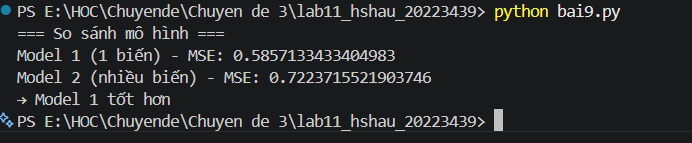 PS E:\HOC\Chuyende\Chuyen de 3\lab11_hshau_20223439> python bai9.py
=== So sánh mô hình ===
Model 1 (1 biến) - MSE: 0.5857133433404983
Model 2 (nhiều biến) - MSE: 0.7223715521903746
→ Model 1 tốt hơn
PS E:\HOC\Chuyende\Chuyen de 3\lab11_hshau_20223439>